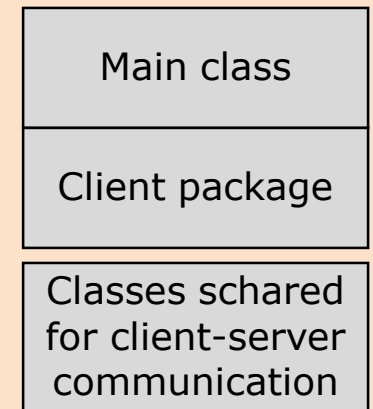 Main class
Client package
Classes schared
for client-server
communication